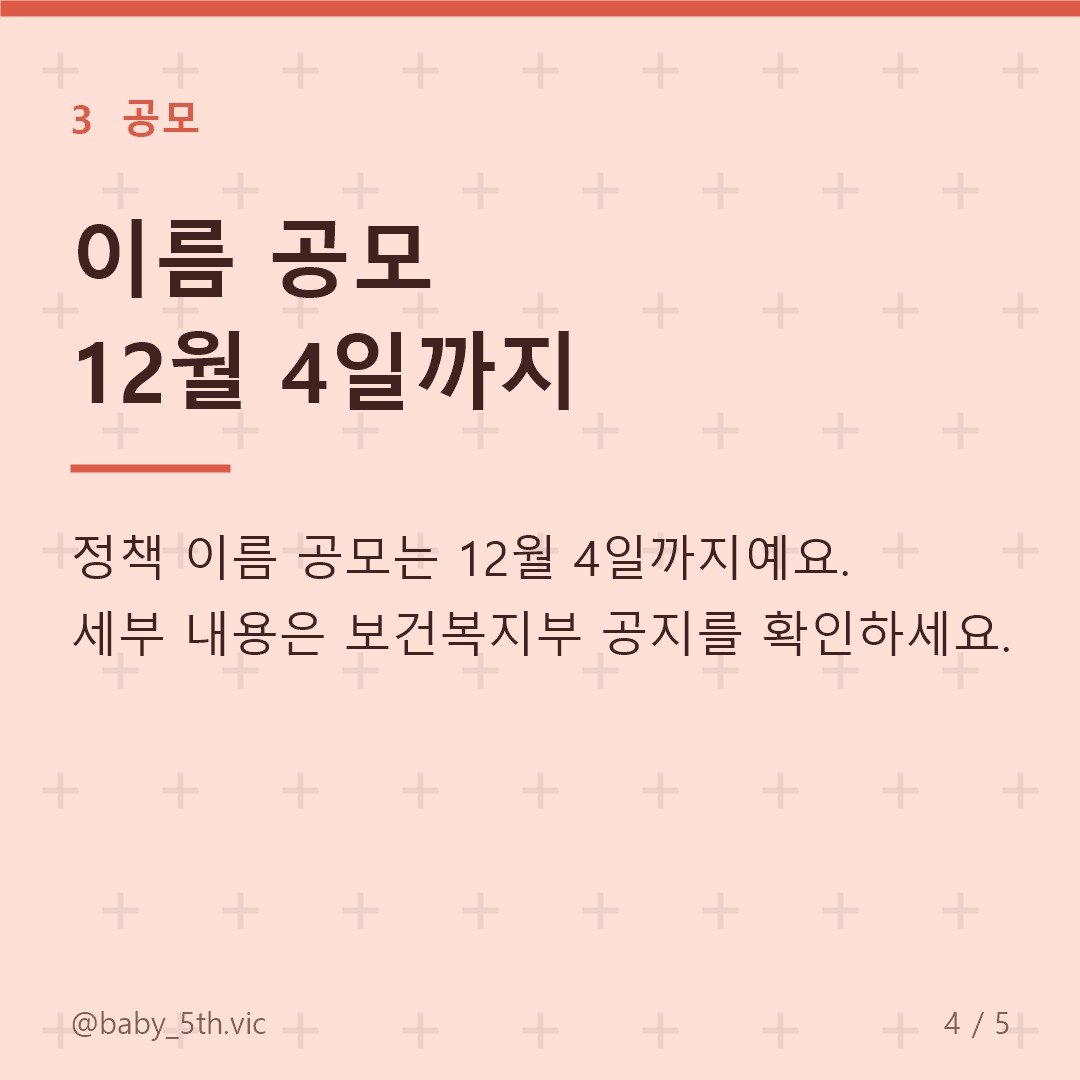 3 공모
이름 공모
12월 4일까지
정책 이름 공모는 12월 4일까지예요.
세부 내용은 보건복지부 공지를 확인하세요.
@baby_5th.vic
4 / 5